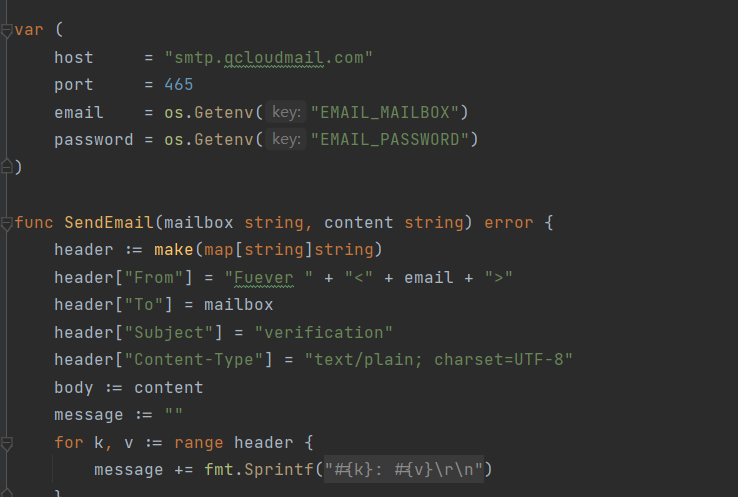 var (
host = "smtp.qcloudmail.com"
port = 465
email = os.Getenv( key: "EMAIL_MAILBOX")
password = os.Getenv( key: "EMAIL_PASSWORD")
)
func SendEmail(mailbox string, content string) error {
header := make(map[string]string)
header["From"] = "Fuever " + "<" + email + ">"
header["To"] = mailbox
header["Subject"] = "verification"
header["Content-Type"] = "text/plain; charset=UTF-8"
body := content
message := ""
for k, v := range header {
message += fmt.Sprintf("#{k}: #{v}\r\n")
}